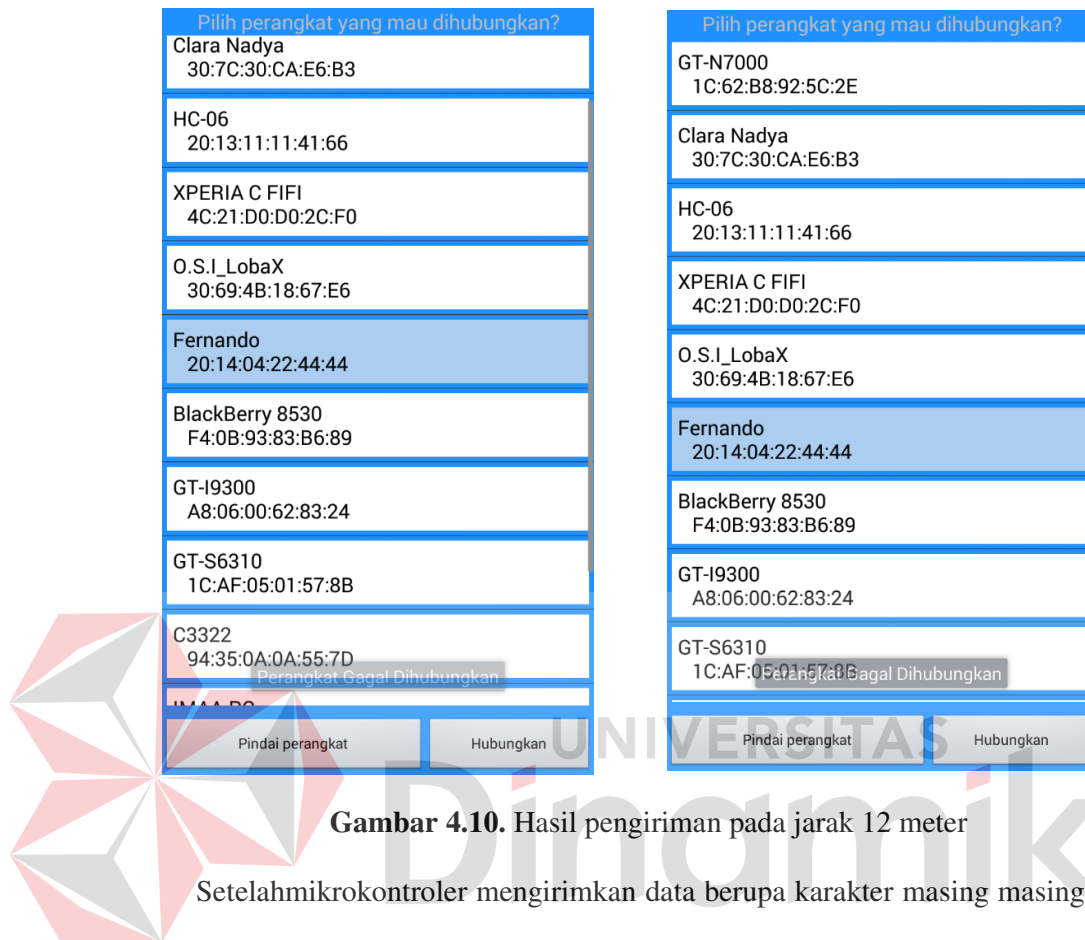 Pilih perangkat yang mau dihubungkan?
Clara Nadya
30:7C:30:CA:E6:B3
HC-06
20:13:11:11:41:66
XPERIA C FIFI
4C:21:D0:D0:2C:F0
O.S.I_LobaX
30:69:4B:18:67:E6
Fernando
20:14:04:22:44:44
BlackBerry 8530
F4:0B:93:83:B6:89
GT-I9300
A8:06:00:62:83:24
GT-S6310
1C:AF:05:01:57:8B
C3322
94:35:0A:0A:55:7D
Perangkat Gagal Dihubungkan
Pindai perangkat
Hubungkan
Pilih perangkat yang mau dihubungkan?
GT-N7000
1C:62:B8:92:5C:2E
Clara Nadya
30:7C:30:CA:E6:B3
HC-06
20:13:11:11:41:66
XPERIA C FIFI
4C:21:D0:D0:2C:F0
O.S.I_LobaX
30:69:4B:18:67:E6
Fernando
20:14:04:22:44:44
BlackBerry 8530
F4:0B:93:83:B6:89
GT-I9300
A8:06:00:62:83:24
GT-S6310
1C:AF:05:01:57:8B
Perangkat Gagal Dihubungkan
Pindai perangkat
Hubungkan
UNIVERSITAS
Dinamik
Gambar 4.10. Hasil pengiriman pada jarak 12 meter
Setelahmikrokontroler mengirimkan data berupa karakter masing masing